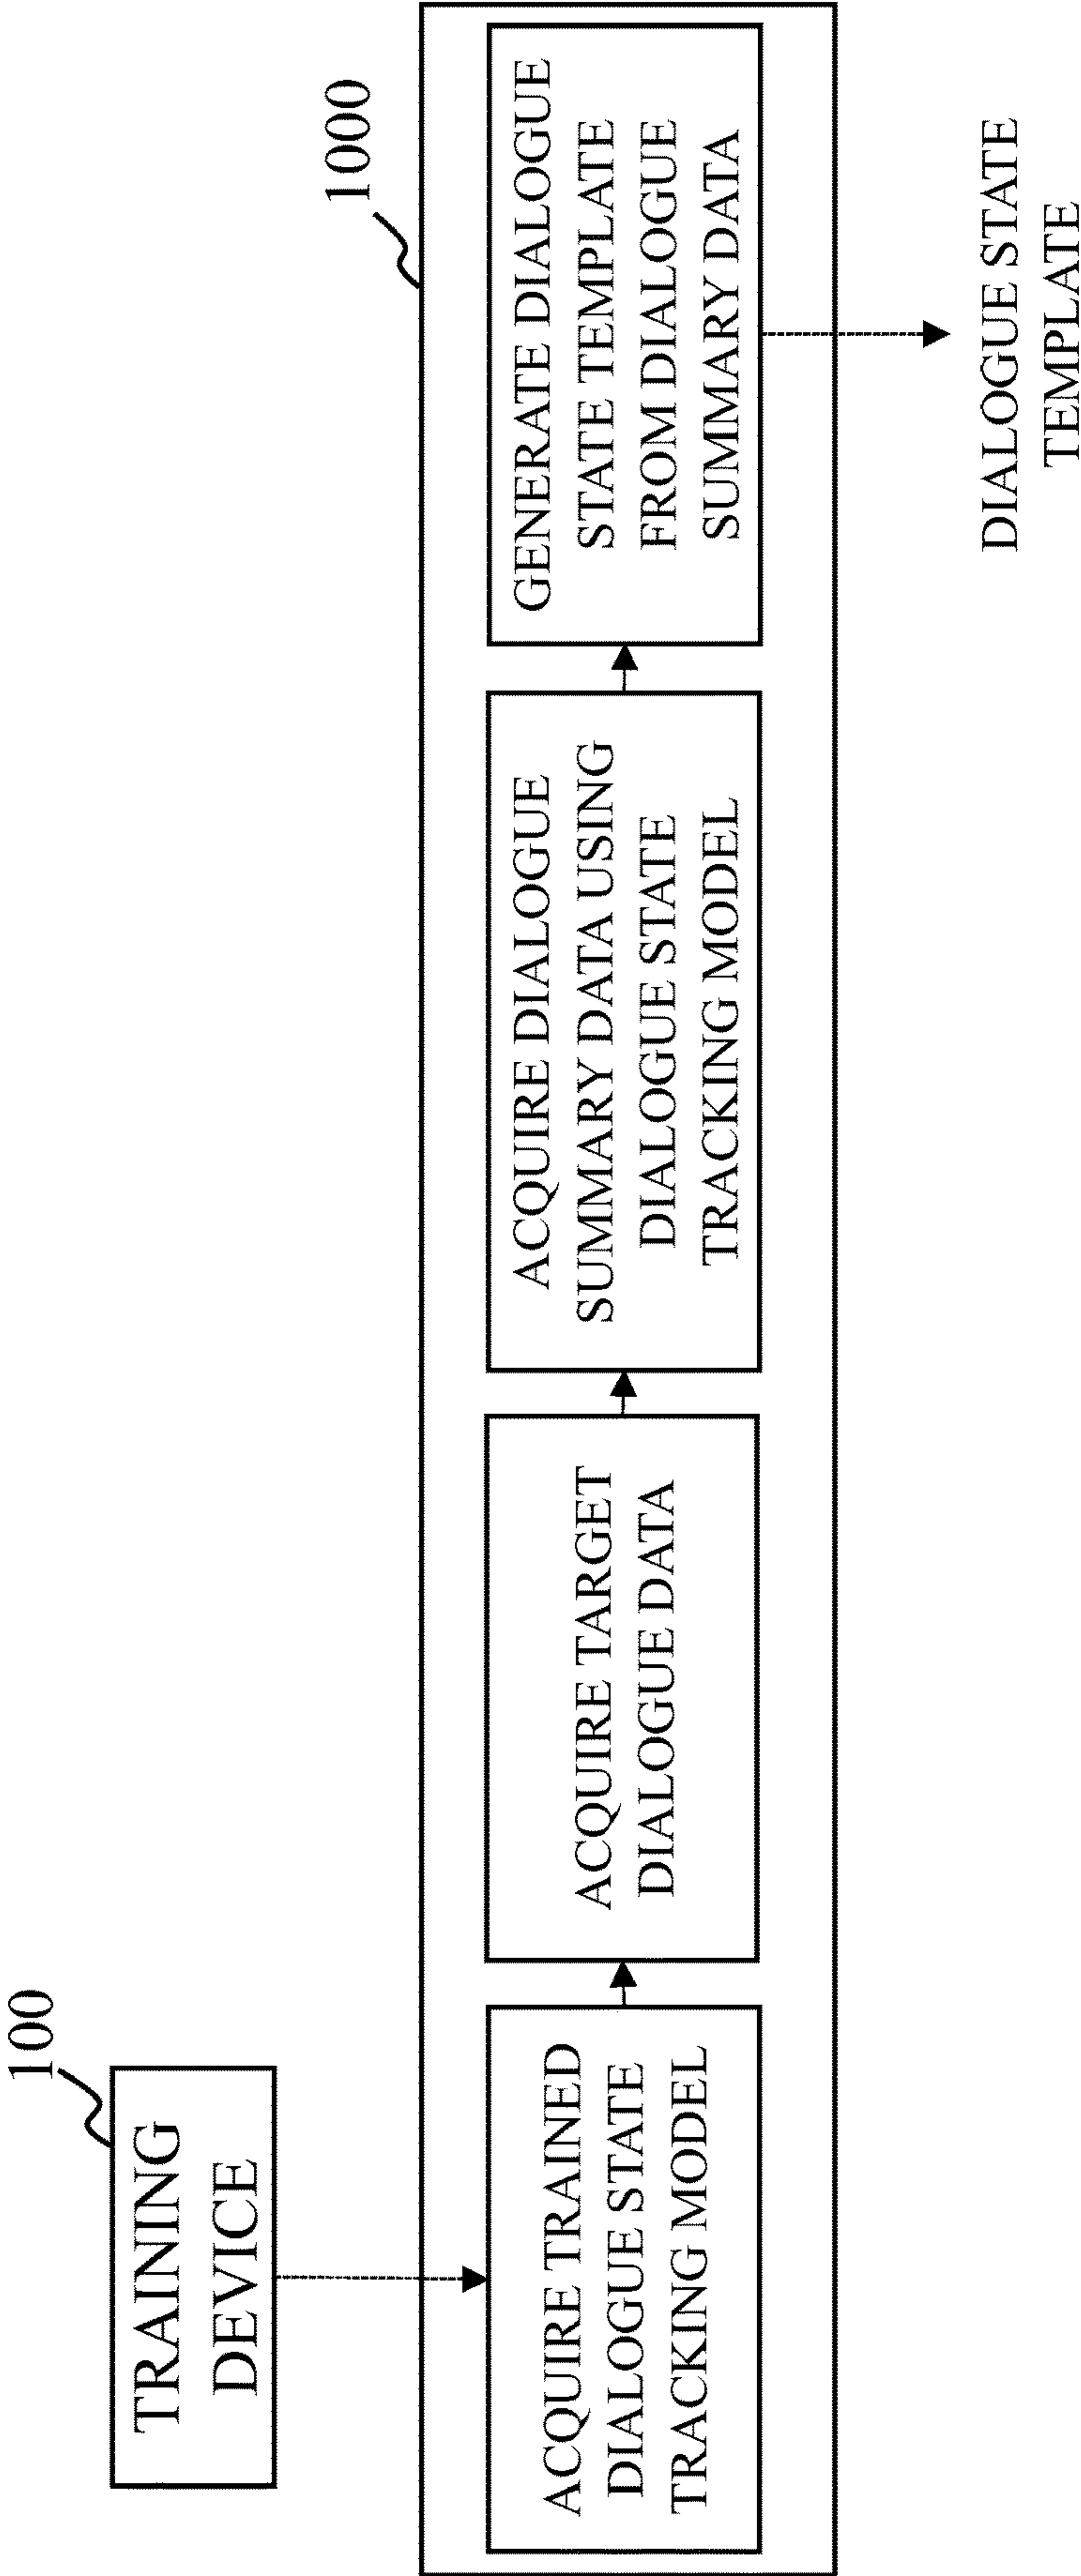 100
TRAINING
DEVICE
1000
ACQUIRE TRAINED
DIALOGUE STATE
TRACKING MODEL
ACQUIRE TARGET
DIALOGUE DATA
ACQUIRE DIALOGUE
SUMMARY DATA USING
DIALOGUE STATE
TRACKING MODEL
GENERATE DIALOGUE
STATE TEMPLATE
FROM DIALOGUE
SUMMARY DATA
DIALOGUE STATE
TEMPLATE